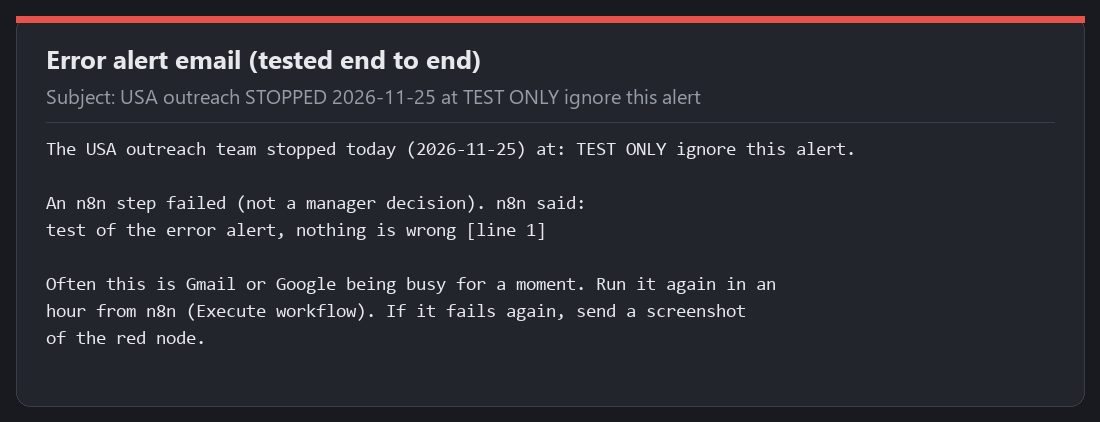 Error alert email (tested end to end)
Subject: USA outreach STOPPED 2026-11-25 at TEST ONLY ignore this alert
The USA outreach team stopped today (2026-11-25) at: TEST ONLY ignore this alert.
An n8n step failed (not a manager decision). n8n said:
test of the error alert, nothing is wrong [line 1]
Often this is Gmail or Google being busy for a moment. Run it again in an
hour from n8n (Execute workflow). If it fails again, send a screenshot
of the red node.